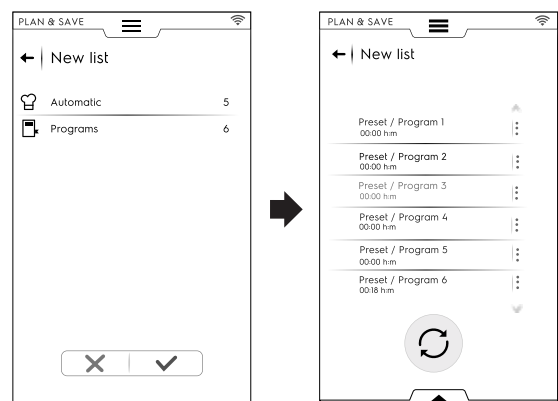 PLAN & SAVE
New list
Automatic 5
Programs 6
PLAN & SAVE
New list
Preset / Program 1
00:00 h:m
Preset / Program 2
00:00 h:m
Preset / Program 3
00:00 h:m
Preset / Program 4
00:00 h:m
Preset / Program 5
00:00 h:m
Preset / Program 6
00:18 h:m